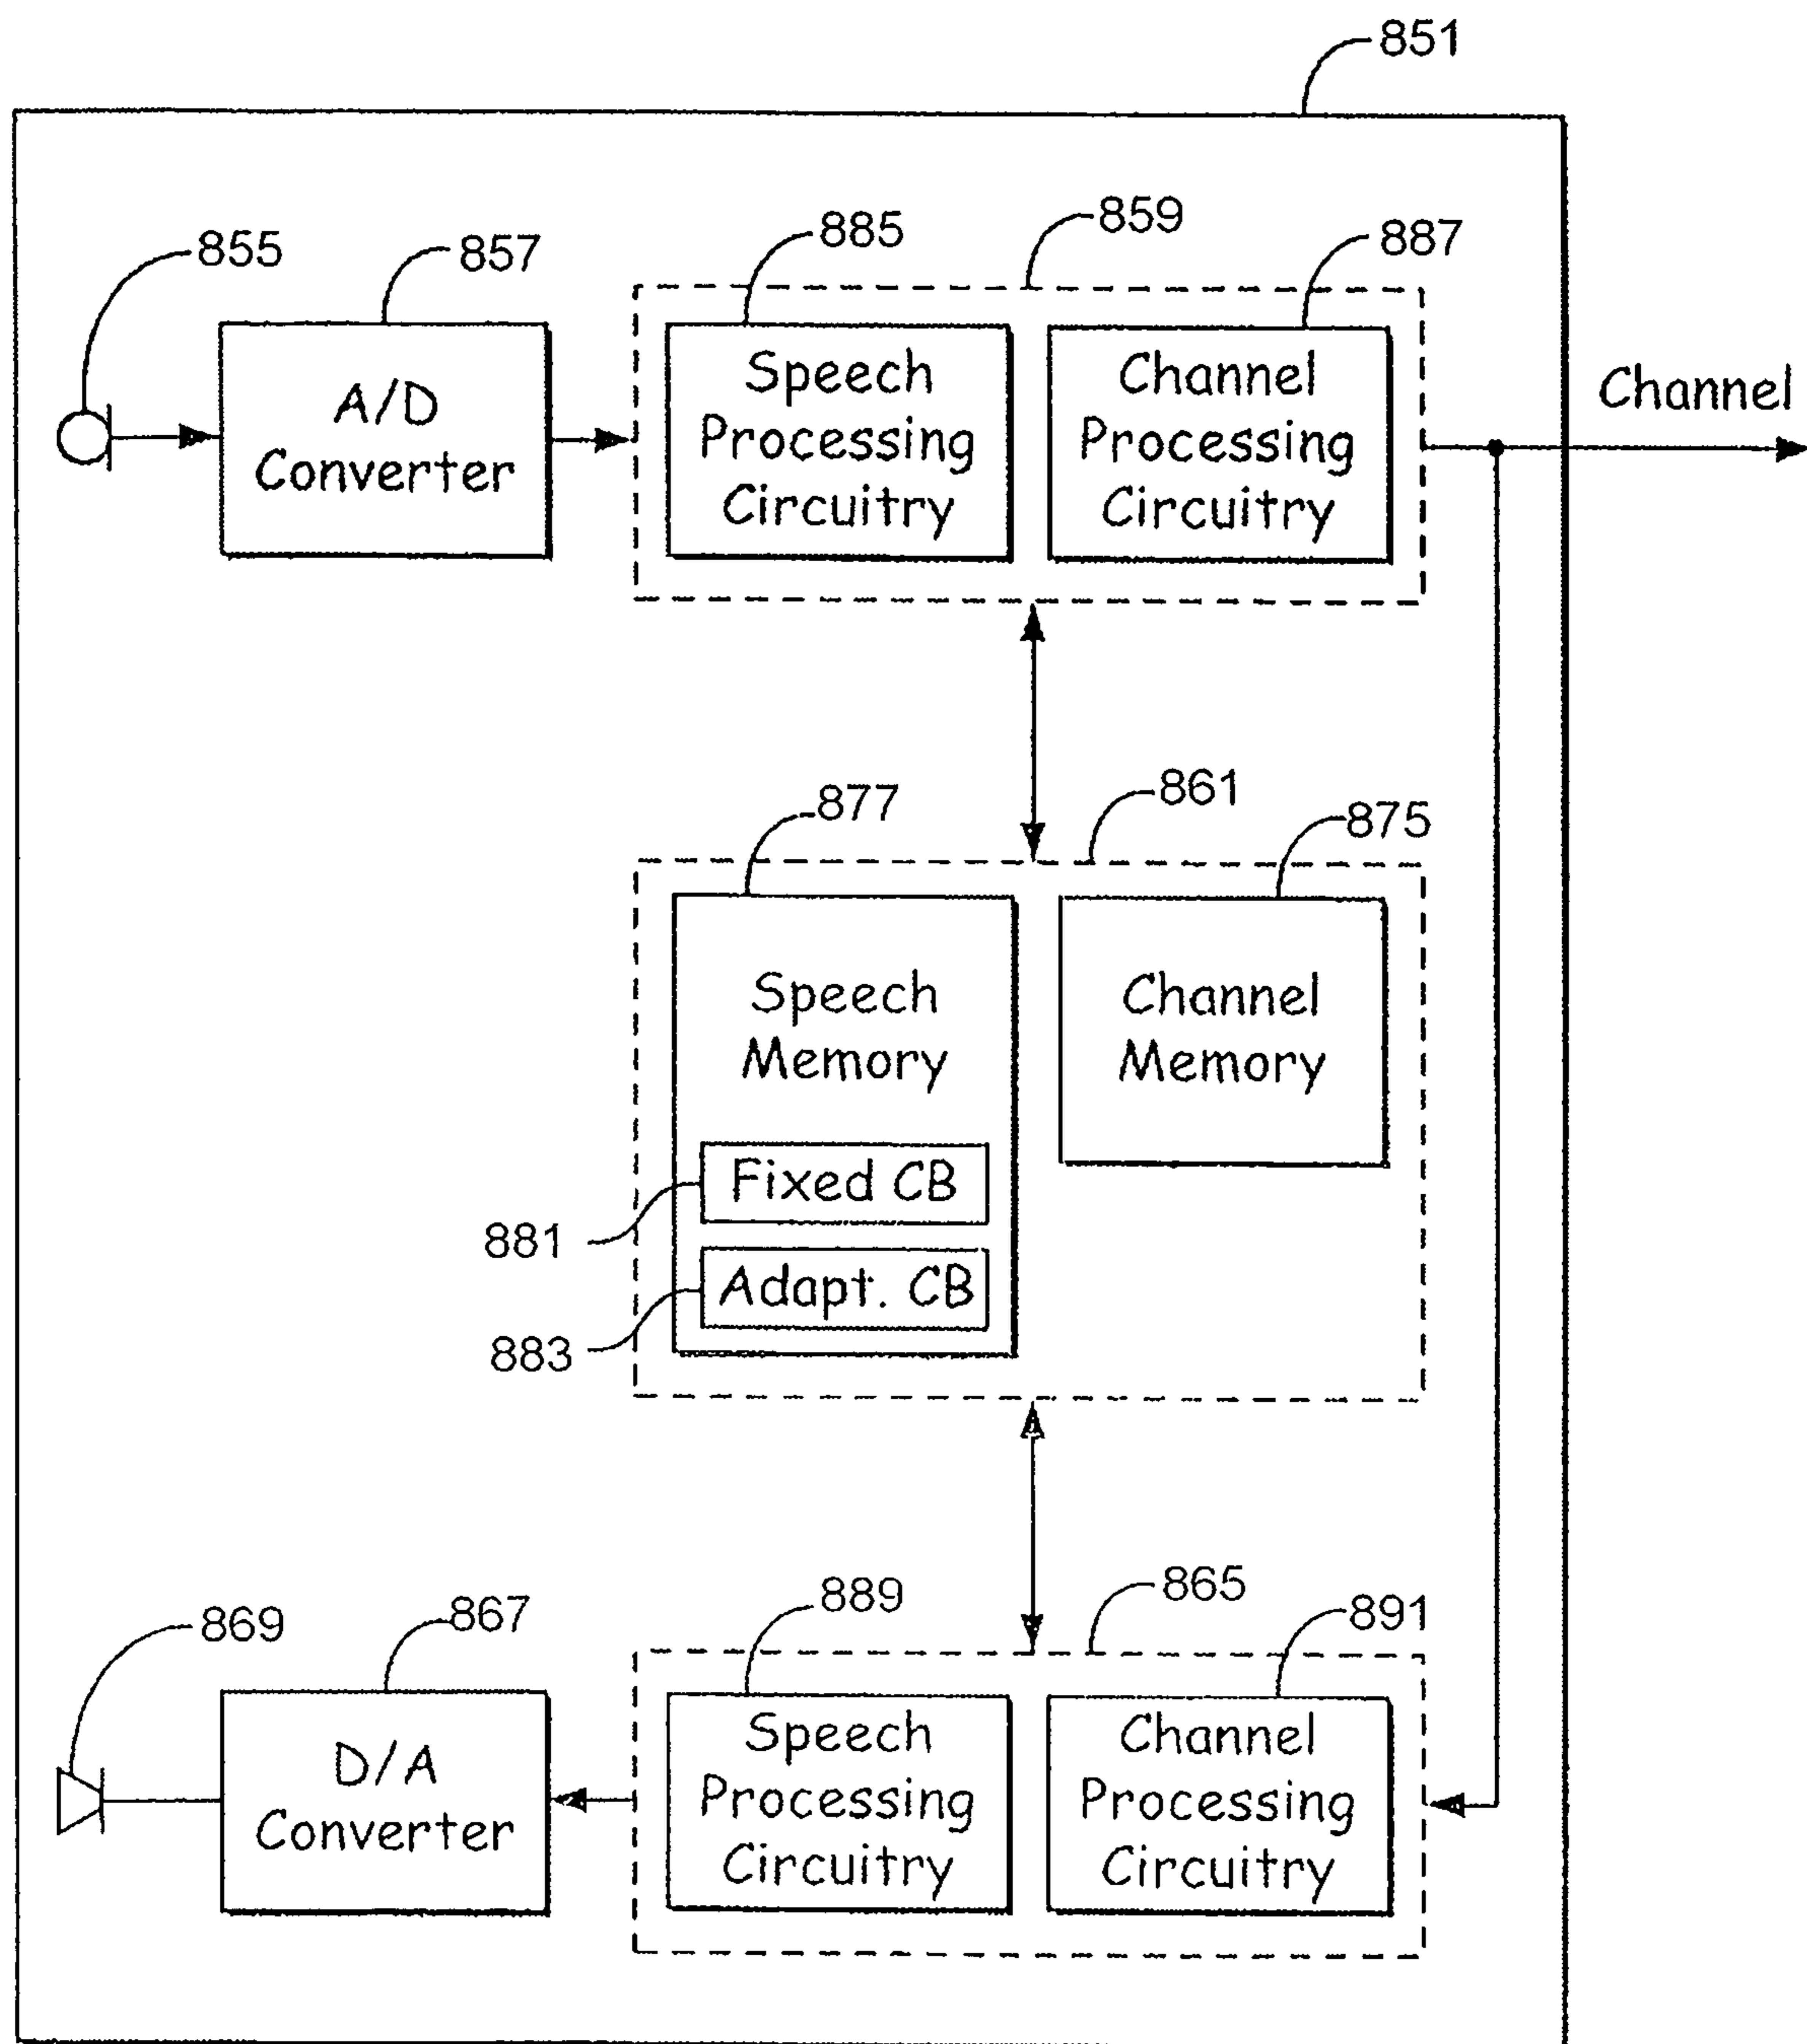 851
855
857
885
859
887
A/D
Converter
Speech
Processing
Circuitry
Channel
Processing
Circuitry
Channel
877
861
875
Speech
Memory
Channel
Memory
Fixed CB
881
Adapt. CB
883
869
867
889
865
891
D/A
Converter
Speech
Processing
Circuitry
Channel
Processing
Circuitry